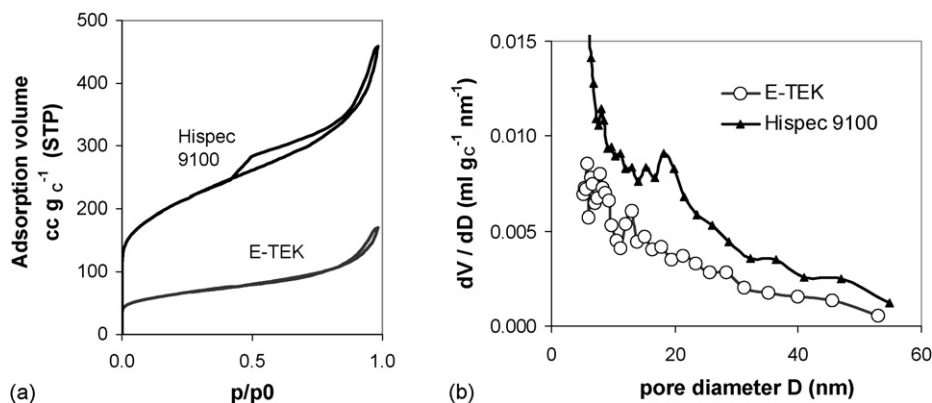 Adsorption volume
cc g c⁻¹ (STP)
500
400
300
200
100
0
0.0
0.5
1.0
p/p0
Hispec
9100
E-TEK
(a)
dV / dD (ml g c⁻¹ nm⁻¹)
0.015
0.010
0.005
0.000
0
20
40
60
pore diameter D (nm)
E-TEK
Hispec 9100
(b)